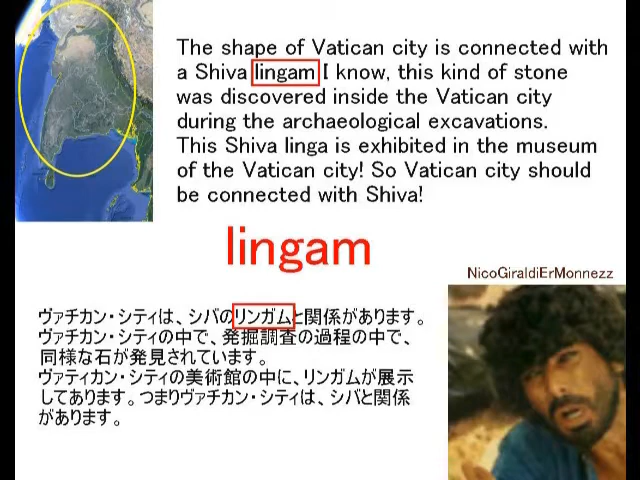 The shape of Vatican city is connected with
a Shiva lingam I know, this kind of stone
was discovered inside the Vatican city
during the archaeological excavations.
This Shiva linga is exhibited in the museum
of the Vatican city! So Vatican city should
be connected with Shiva!
lingam
NicoGiraldiErMonnezz
ヴァチカン・シティは、シバのリンガムと関係があります。
ヴァチカン・シティの中で、発掘調査の過程の中で、
同様な石が発見されています。
ヴァティカン・シティの美術館の中に、リンガムが展示
してあります。つまりヴァチカン・シティは、シバと関係
があります。